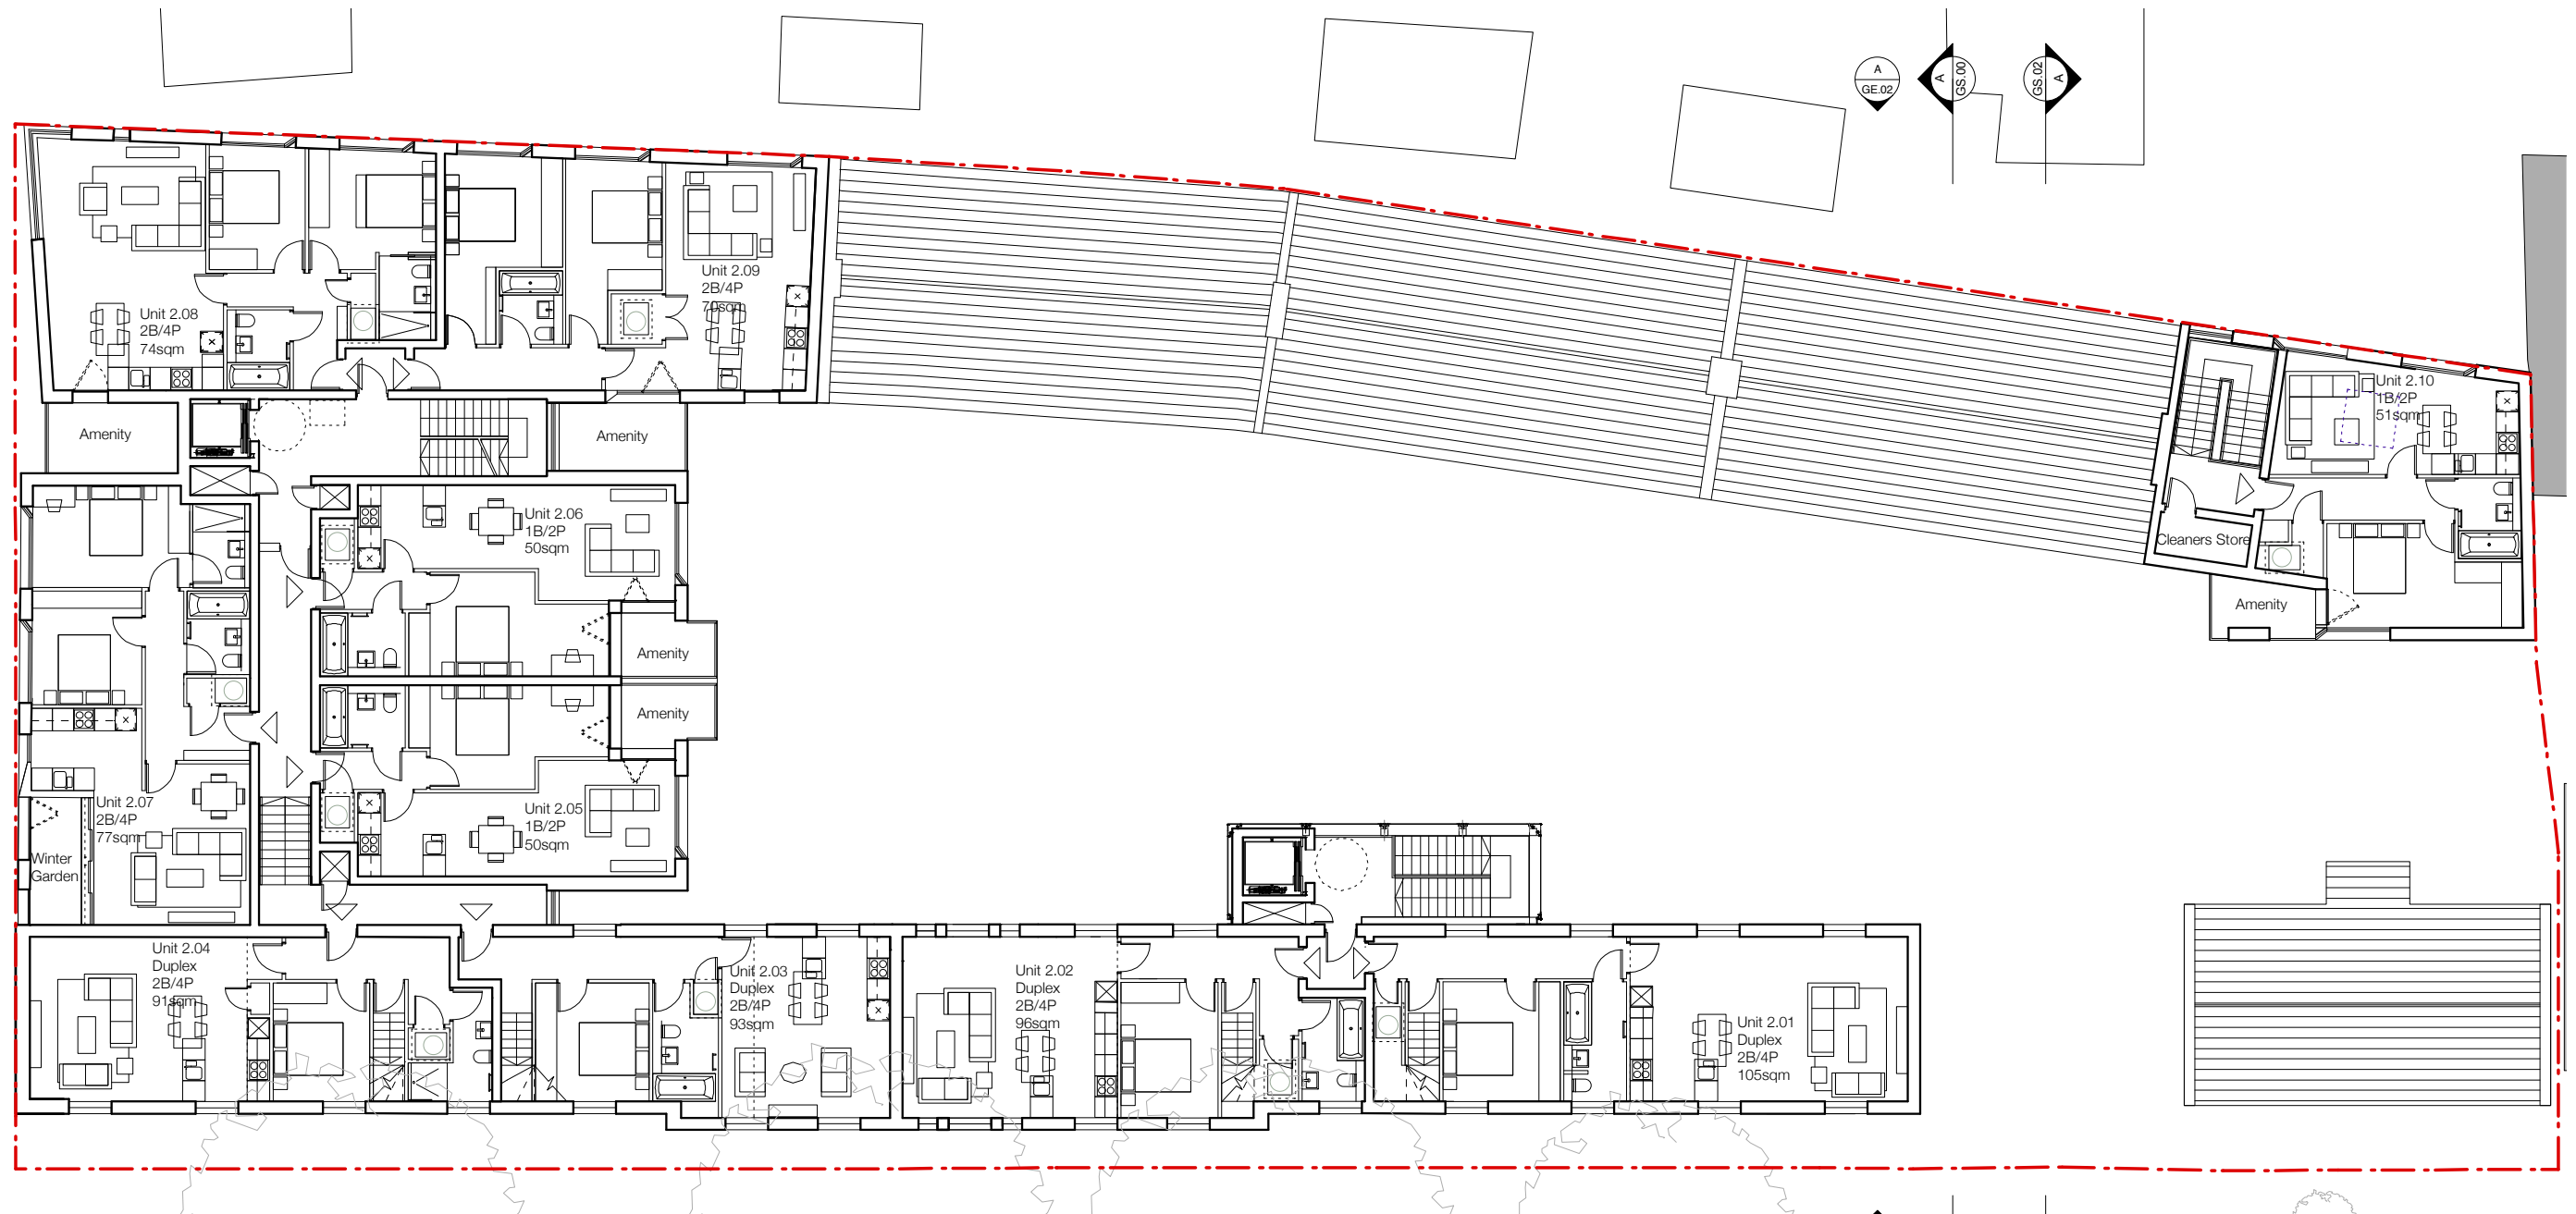 A
GE.02
A
GS.00
GS.02
A
Unit 2.08
2B/4P
74sqm
Unit 2.09
2B/4P
70sqm
Unit 2.10
1B/2P
51sqm
Amenity
Amenity
Cleaners Store
Amenity
Unit 2.06
1B/2P
50sqm
Amenity
Amenity
Unit 2.07
2B/4P
77sqm
Winter
Garden
Unit 2.05
1B/2P
50sqm
Unit 2.04
Duplex
2B/4P
91sqm
Unit 2.03
Duplex
2B/4P
93sqm
Unit 2.02
Duplex
2B/4P
96sqm
Unit 2.01
Duplex
2B/4P
105sqm